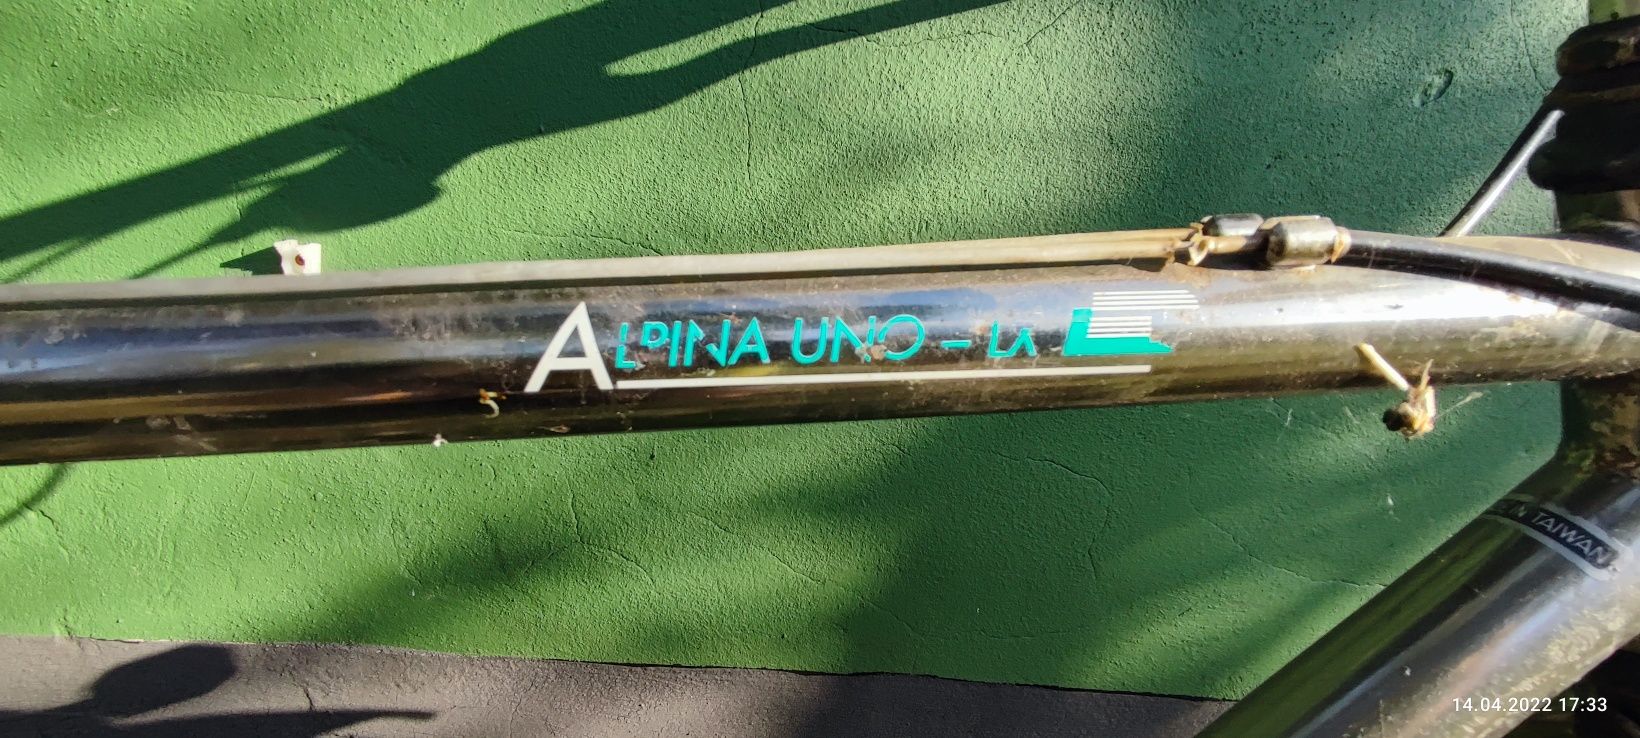 ALPINA UNO – LX
IN TAIWAN
14.04.2022 17:33